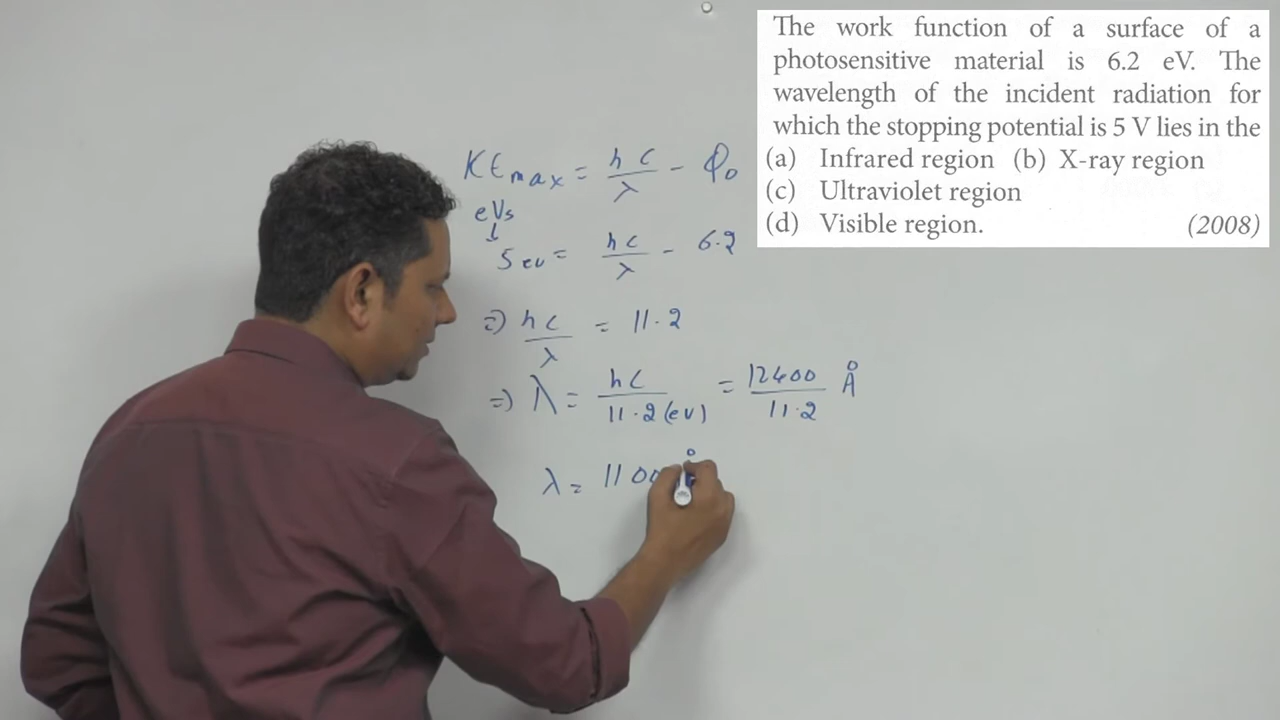 The work function of a surface of a
photosensitive material is 6.2 eV. The
wavelength of the incident radiation for
which the stopping potential is 5 V lies in the
(a) Infrared region (b) X-ray region
(c) Ultraviolet region
(d) Visible region. (2008)
KEmax = hc/λ - Φ₀
eVs
↓
5 ev = hc/λ - 6.2
⇒ hc/λ = 11.2
⇒ λ = hc/11.2 (ev) = 12400/11.2 Å
λ = 1100